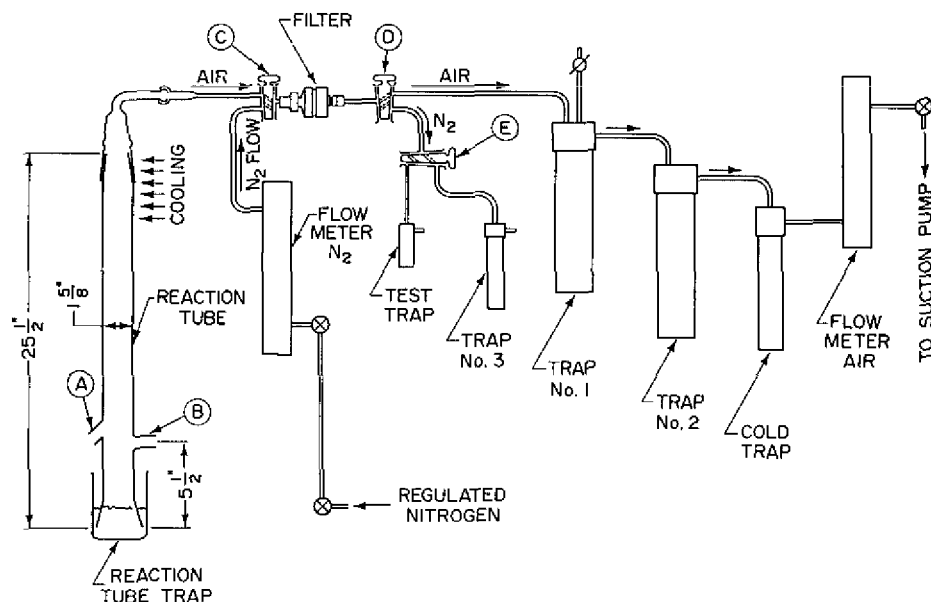 FILTER
C
D
AIR
AIR
N2
E
N2 FLOW
COOLING
FLOW
METER
N2
TEST
TRAP
TRAP
No. 3
TRAP
No. 1
TRAP
No. 2
COLD
TRAP
FLOW
METER
AIR
TO SUCTION PUMP
REACTION
TUBE
1 5/8"
25 1/2"
A
B
5 1/2"
REGULATED
NITROGEN
REACTION
TUBE TRAP